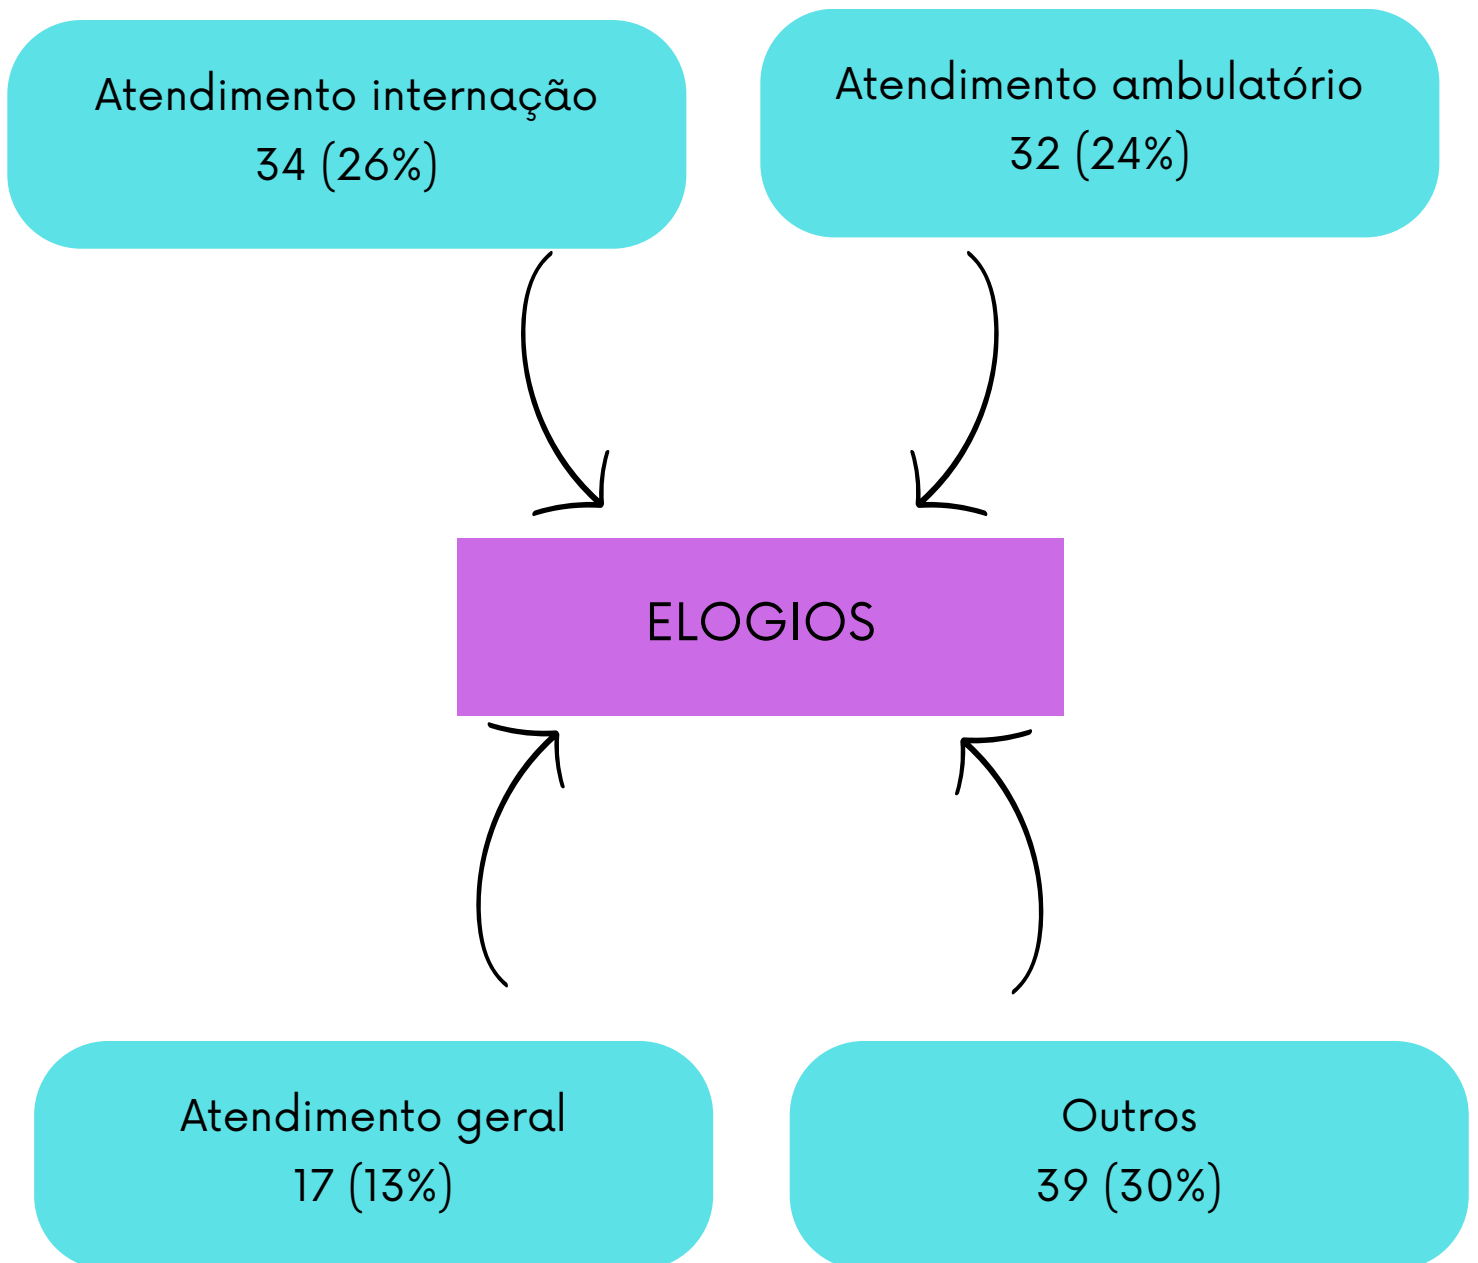 Atendimento internação
34 (26%)
Atendimento ambulatório
32 (24%)
ELOGIOS
Atendimento geral
17 (13%)
Outros
39 (30%)